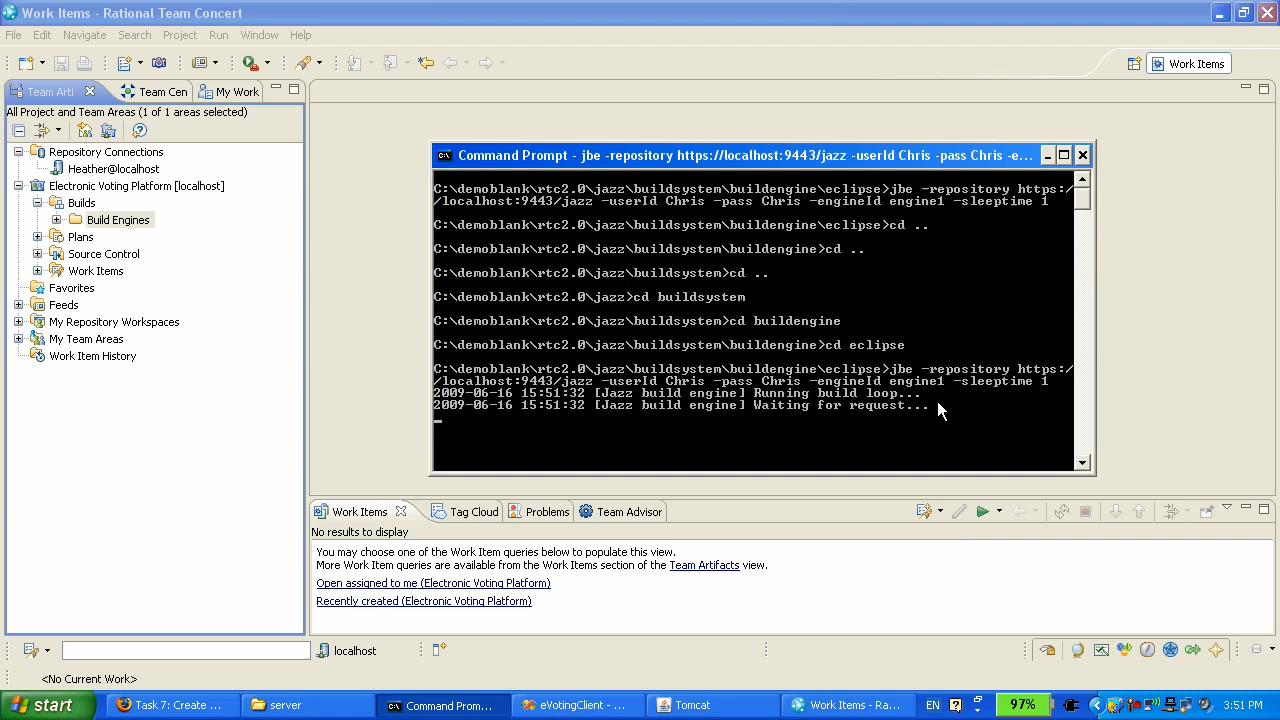 Work Items - Rational Team Concert
File Edit Navigate Search Project Run Window Help
Work Items
Team Arti
Team Cen
My Work
All Project and Team Areas (1 of 1 areas selected)
Repository Connections
Heather@localhost
Electronic Voting Platform [localhost]
Builds
Build Engines
Plans
Source Control
Work Items
Favorites
Feeds
My Repository Workspaces
My Team Areas
Work Item History
Command Prompt - jbe -repository https://localhost:9443/jazz -userId Chris -pass Chris -e...
C:\demoblank\rtc2.0\jazz\buildsystem\buildengine\eclipse>jbe -repository https:/
/localhost:9443/jazz -userId Chris -pass Chris -engineId engine1 -sleeptime 1
C:\demoblank\rtc2.0\jazz\buildsystem\buildengine\eclipse>cd ..
C:\demoblank\rtc2.0\jazz\buildsystem\buildengine>cd ..
C:\demoblank\rtc2.0\jazz\buildsystem>cd ..
C:\demoblank\rtc2.0\jazz>cd buildsystem
C:\demoblank\rtc2.0\jazz\buildsystem>cd buildengine
C:\demoblank\rtc2.0\jazz\buildsystem\buildengine>cd eclipse
C:\demoblank\rtc2.0\jazz\buildsystem\buildengine\eclipse>jbe -repository https:/
/localhost:9443/jazz -userId Chris -pass Chris -engineId engine1 -sleeptime 1
2009-06-16 15:51:32 [Jazz build engine] Running build loop...
2009-06-16 15:51:32 [Jazz build engine] Waiting for request...
Work Items
Tag Cloud
Problems
Team Advisor
No results to display
You may choose one of the Work Item queries below to populate this view.
More Work Item queries are available from the Work Items section of the Team Artifacts view.
Open assigned to me (Electronic Voting Platform)
Recently created (Electronic Voting Platform)
localhost
<No Current Work>
start
Task 7: Create ...
server
Command Prom...
eVotingClient - ...
Tomcat
Work Items - Ra...
EN
97%
3:51 PM